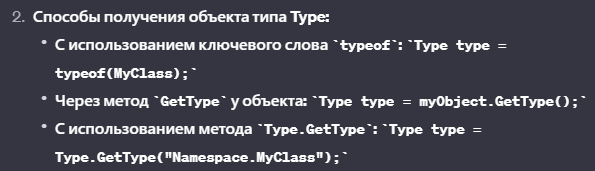 2. Способы получения объекта типа Type:
• С использованием ключевого слова `typeof`: `Type type =
typeof(MyClass);`
• Через метод `GetType` у объекта: `Type type = myObject.GetType();`
• С использованием метода `Type.GetType`: `Type type =
Type.GetType("Namespace.MyClass");`